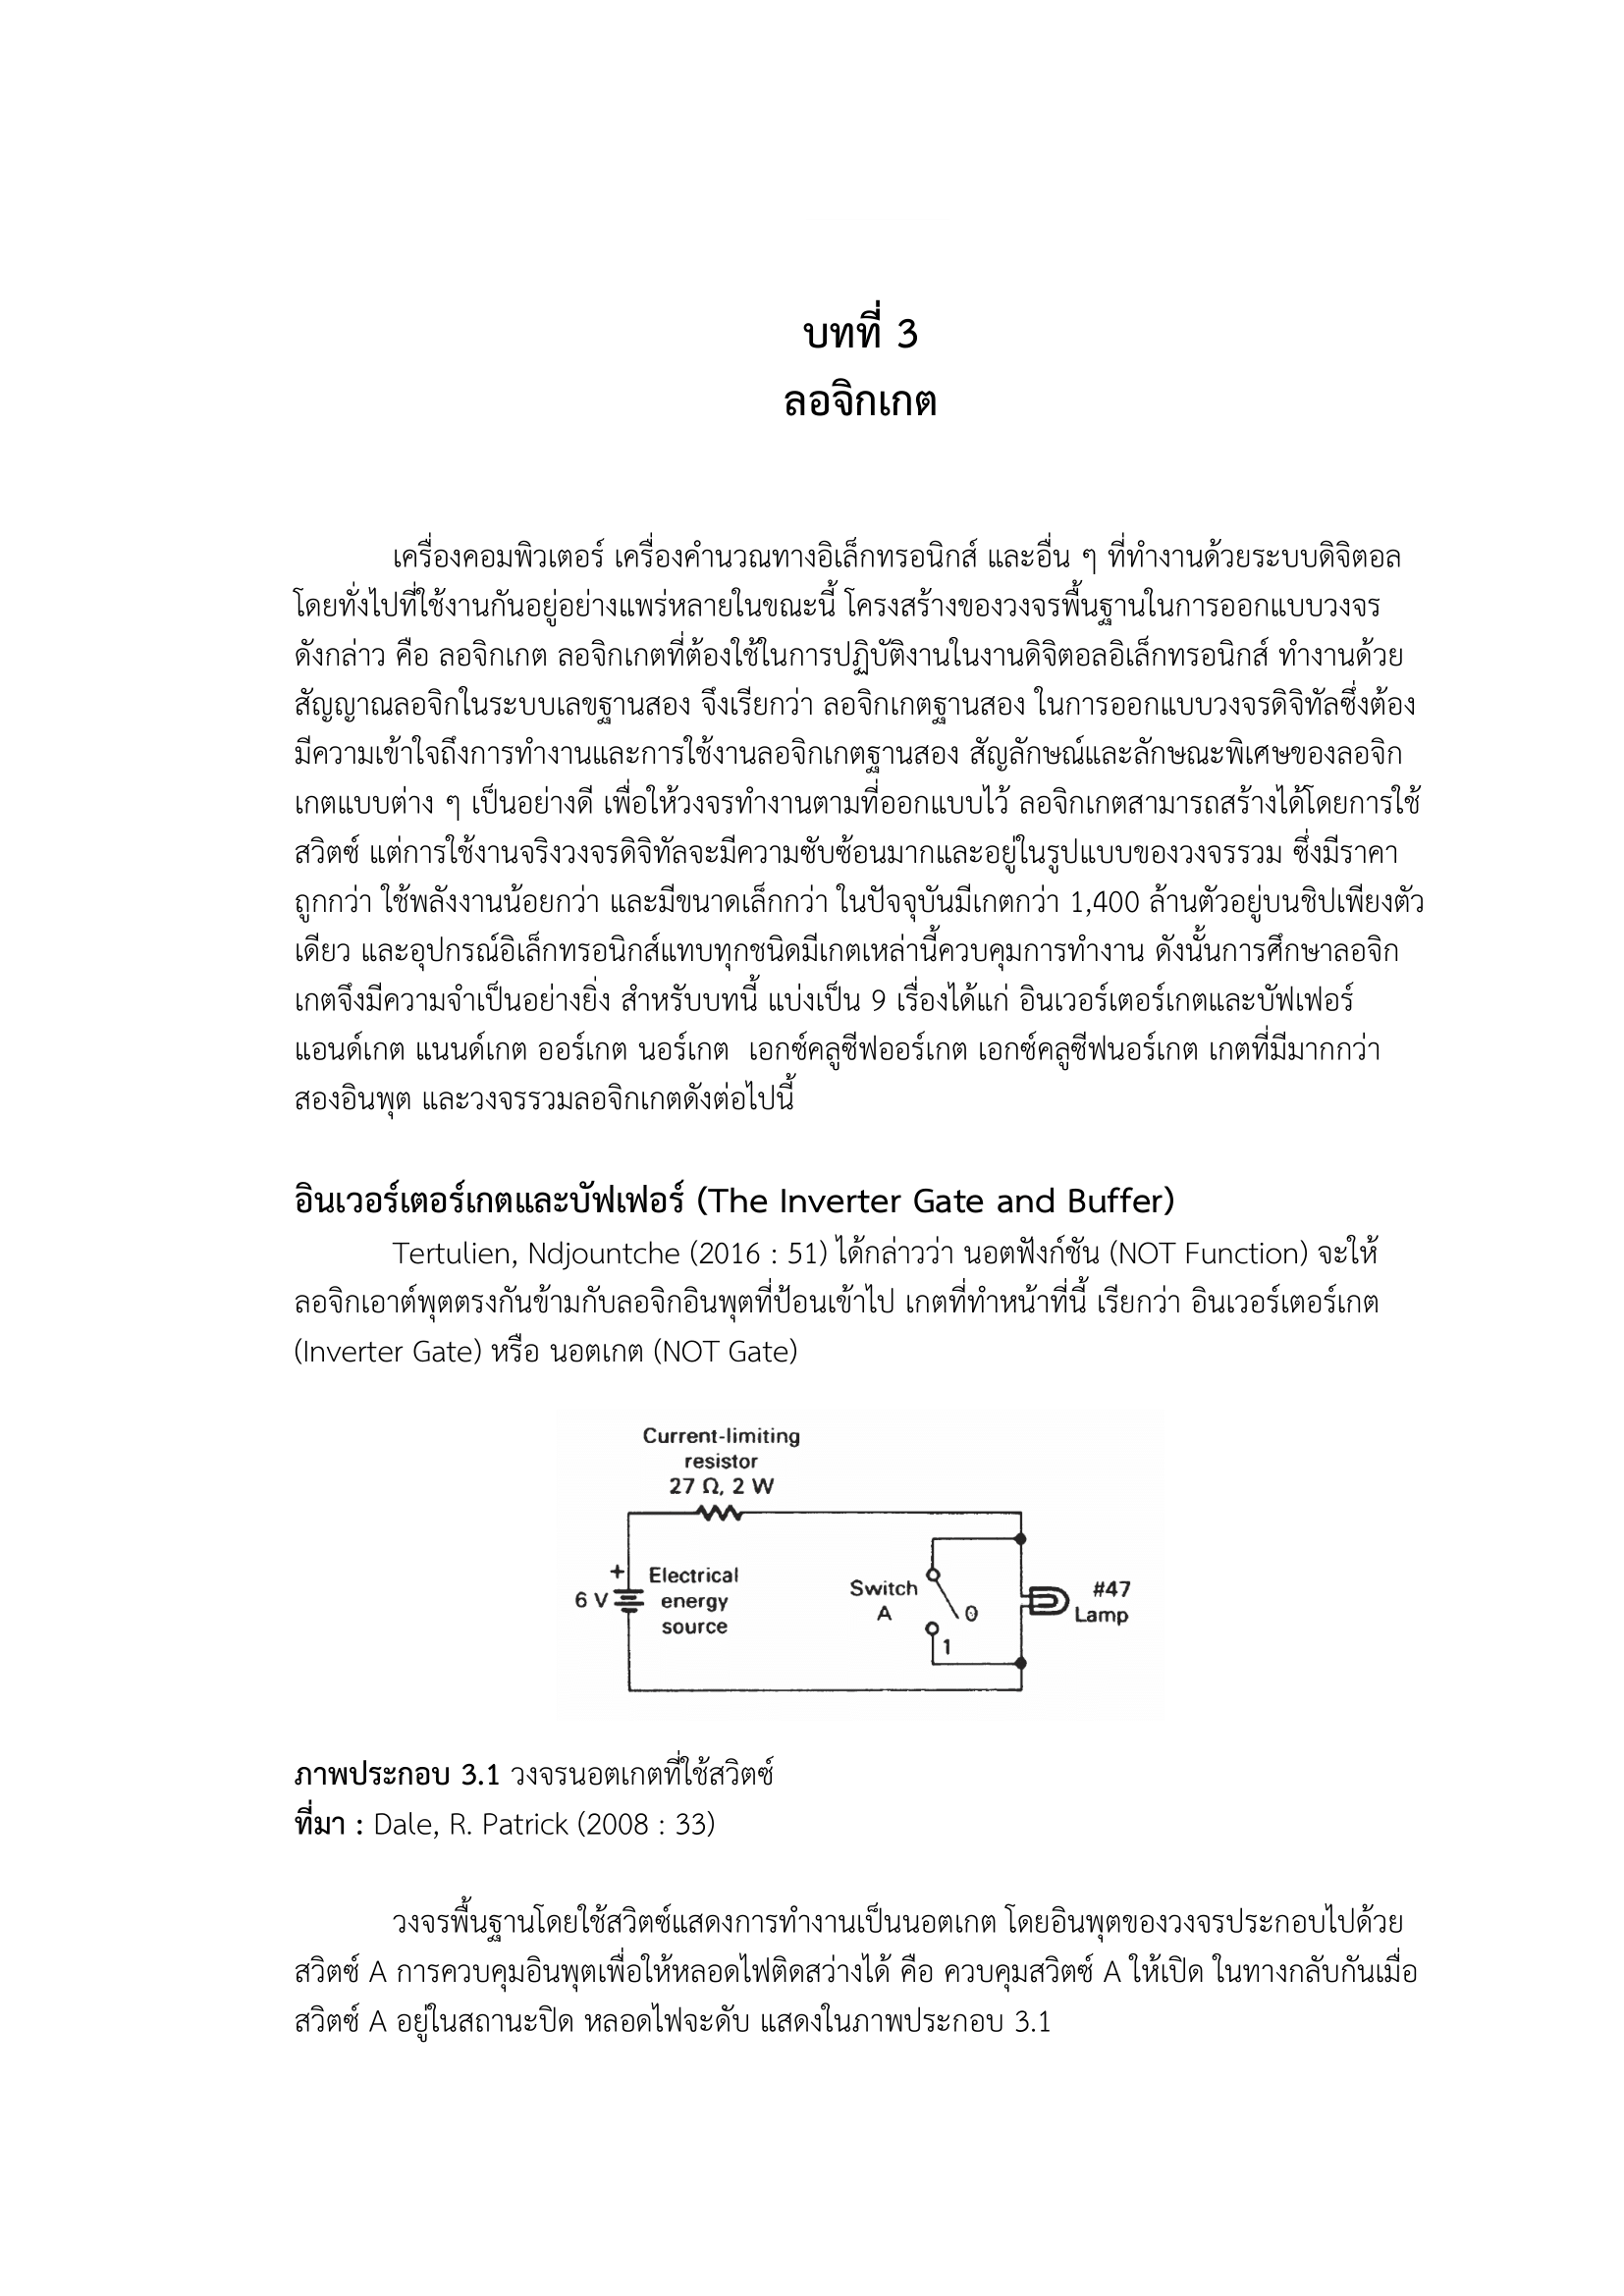 บทที่ 3
ลอจิกเกต
เครื่องคอมพิวเตอร์ เครื่องคำนวณทางอิเล็กทรอนิกส์ และอื่น ๆ ที่ทำงานด้วยระบบดิจิตอล
โดยทั่งไปที่ใช้งานกันอยู่อย่างแพร่หลายในขณะนี้ โครงสร้างของวงจรพื้นฐานในการออกแบบวงจร
ดังกล่าว คือ ลอจิกเกต ลอจิกเกตที่ต้องใช้ในการปฏิบัติงานในงานดิจิตอลอิเล็กทรอนิกส์ ทำงานด้วย
สัญญาณลอจิกในระบบเลขฐานสอง จึงเรียกว่า ลอจิกเกตฐานสอง ในการออกแบบวงจรดิจิทัลซึ่งต้อง
มีความเข้าใจถึงการทำงานและการใช้งานลอจิกเกตฐานสอง สัญลักษณ์และลักษณะพิเศษของลอจิก
เกตแบบต่าง ๆ เป็นอย่างดี เพื่อให้วงจรทำงานตามที่ออกแบบไว้ ลอจิกเกตสามารถสร้างได้โดยการใช้
สวิตซ์ แต่การใช้งานจริงวงจรดิจิทัลจะมีความซับซ้อนมากและอยู่ในรูปแบบของวงจรรวม ซึ่งมีราคา
ถูกกว่า ใช้พลังงานน้อยกว่า และมีขนาดเล็กกว่า ในปัจจุบันมีเกตกว่า 1,400 ล้านตัวอยู่บนชิปเพียงตัว
เดียว และอุปกรณ์อิเล็กทรอนิกส์แทบทุกชนิดมีเกตเหล่านี้ควบคุมการทำงาน ดังนั้นการศึกษาลอจิก
เกตจึงมีความจำเป็นอย่างยิ่ง สำหรับบทนี้ แบ่งเป็น 9 เรื่องได้แก่ อินเวอร์เตอร์เกตและบัฟเฟอร์
แอนด์เกต แนนด์เกต ออร์เกต นอร์เกต  เอกซ์คลูซีฟออร์เกต เอกซ์คลูซีฟนอร์เกต เกตที่มีมากกว่า
สองอินพุต และวงจรรวมลอจิกเกตดังต่อไปนี้
อินเวอร์เตอร์เกตและบัฟเฟอร์ (The Inverter Gate and Buffer)
Tertulien, Ndjountche (2016 : 51) ได้กล่าวว่า นอตฟังก์ชัน (NOT Function) จะให้
ลอจิกเอาต์พุตตรงกันข้ามกับลอจิกอินพุตที่ป้อนเข้าไป เกตที่ทำหน้าที่นี้ เรียกว่า อินเวอร์เตอร์เกต
(Inverter Gate) หรือ นอตเกต (NOT Gate)
Current-limiting
resistor
27 Ω, 2 W
+
6 V
Electrical
energy
source
Switch
A
0
1
#47
Lamp
ภาพประกอบ 3.1 วงจรนอตเกตที่ใช้สวิตซ์
ที่มา : Dale, R. Patrick (2008 : 33)
วงจรพื้นฐานโดยใช้สวิตซ์แสดงการทำงานเป็นนอตเกต โดยอินพุตของวงจรประกอบไปด้วย
สวิตซ์ A การควบคุมอินพุตเพื่อให้หลอดไฟติดสว่างได้ คือ ควบคุมสวิตซ์ A ให้เปิด ในทางกลับกันเมื่อ
สวิตซ์ A อยู่ในสถานะปิด หลอดไฟจะดับ แสดงในภาพประกอบ 3.1